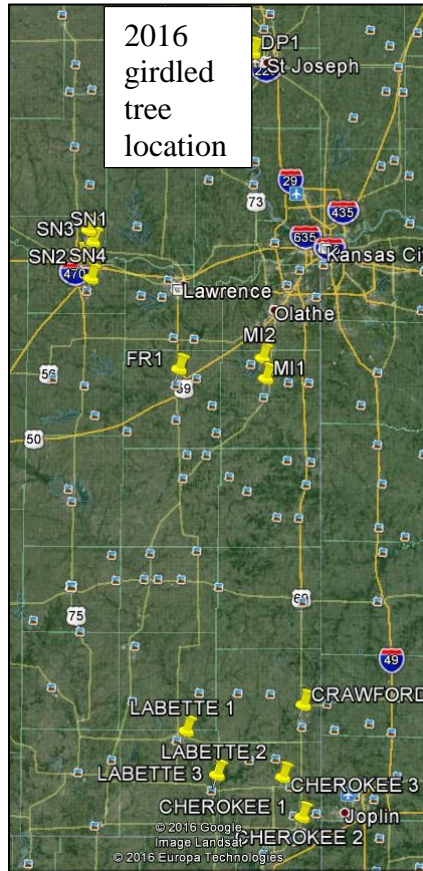 2016
girdled
tree
location
DP1
St Joseph
29
73
435
SN1
SN3
635
SN2 SN4
Kansas Cit
470
Lawrence
Olathe
MI2
FR1
MI1
56
59
50
69
75
49
CRAWFORD
LABETTE 1
LABETTE 2
LABETTE 3
CHEROKEE 3
CHEROKEE 1
Joplin
© 2016 Google
CHEROKEE 2
Image Landsat
© 2016 Europa Technologies